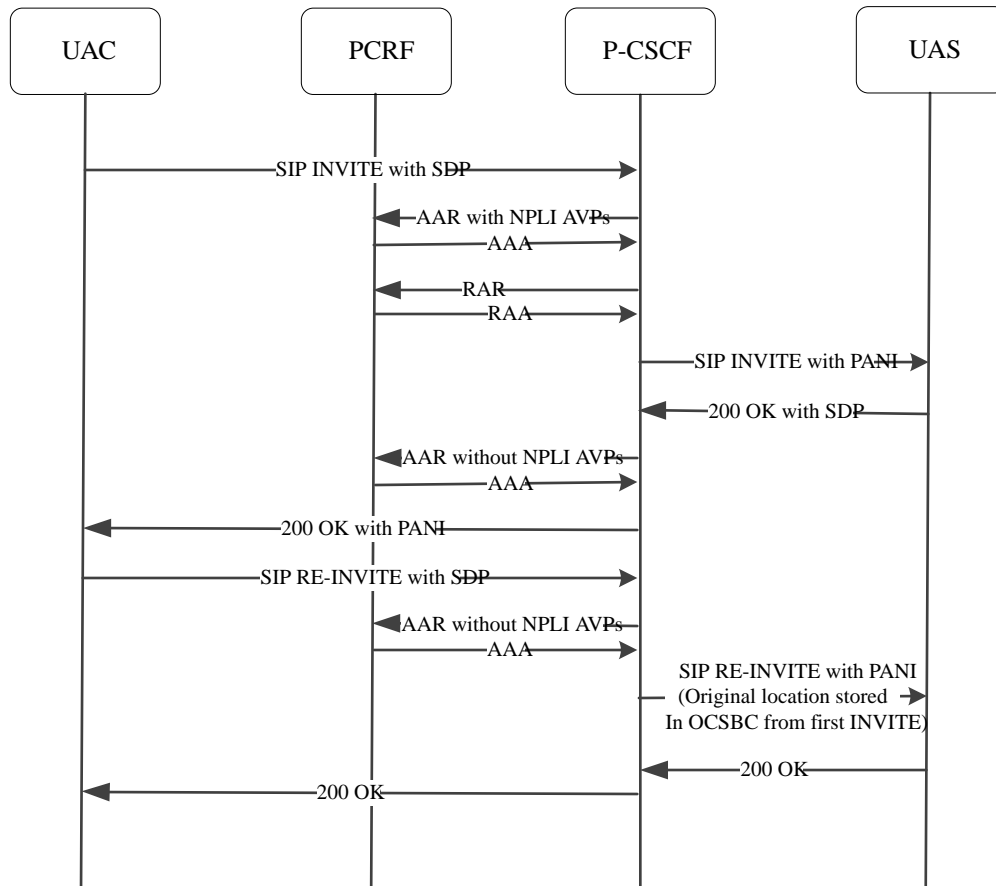 UAC
PCRF
P-CSCF
UAS
SIP INVITE with SDP
AAR with NPLI AVPs
AAA
RAR
RAA
SIP INVITE with PANI
200 OK with SDP
AAR without NPLI AVPs
AAA
200 OK with PANI
SIP RE-INVITE with SDP
AAR without NPLI AVPs
AAA
SIP RE-INVITE with PANI
(Original location stored
In OCSBC from first INVITE)
200 OK
200 OK